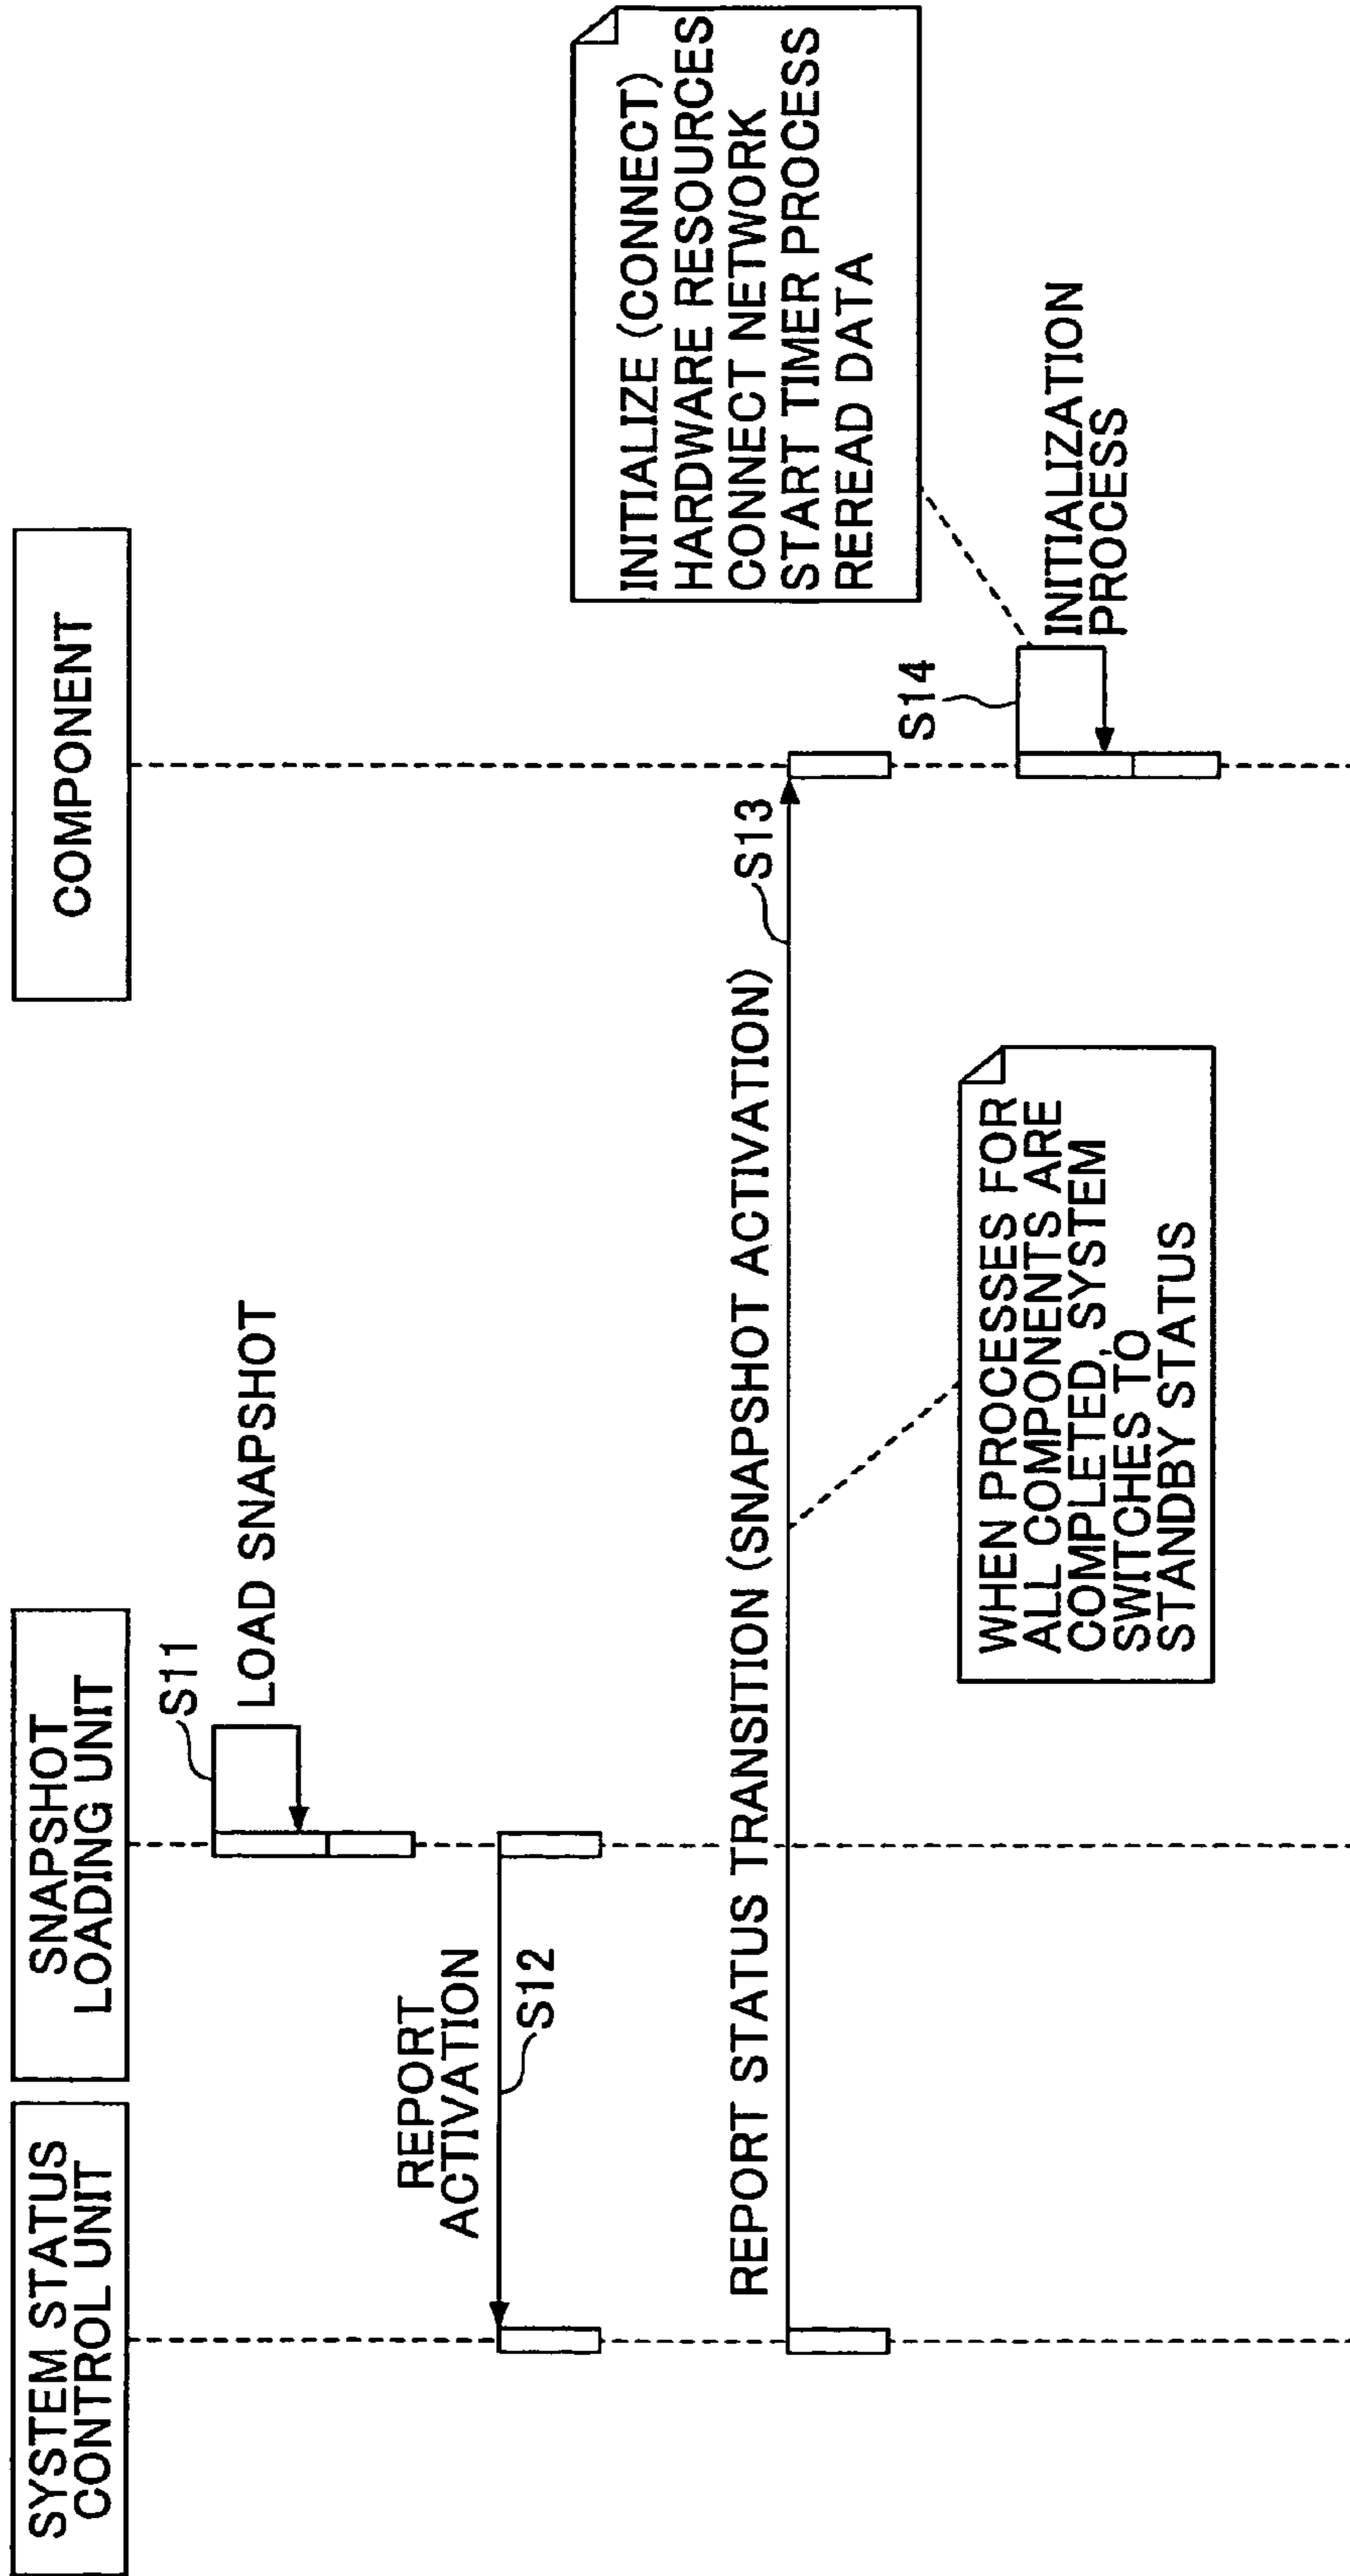 SYSTEM STATUS
CONTROL UNIT
SNAPSHOT
LOADING UNIT
COMPONENT
S11
LOAD SNAPSHOT
REPORT
ACTIVATION
S12
REPORT STATUS TRANSITION (SNAPSHOT ACTIVATION)
S13
WHEN PROCESSES FOR
ALL COMPONENTS ARE
COMPLETED, SYSTEM
SWITCHES TO
STANDBY STATUS
INITIALIZE (CONNECT)
HARDWARE RESOURCES
CONNECT NETWORK
START TIMER PROCESS
REREAD DATA
S14
INITIALIZATION
PROCESS